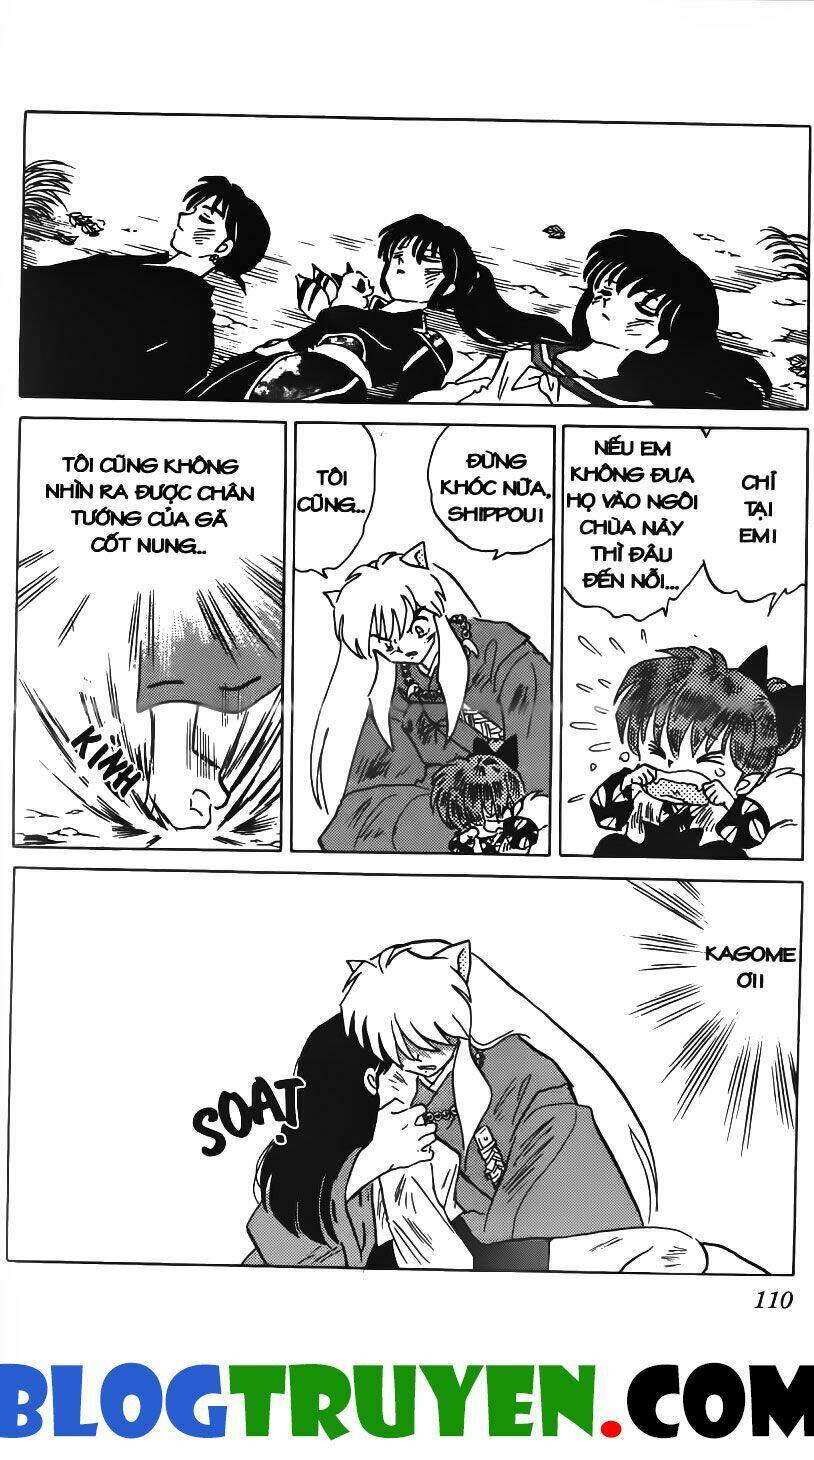 CHỈ
TẠI
EM!
NẾU EM
KHÔNG ĐƯA
HỌ VÀO NGÔI
CHÙA NÀY
THÌ ĐÂU
ĐẾN NỖI...
ĐỪNG
KHÓC NỮA,
SHIPPOU!
TÔI
CŨNG...
TÔI CŨNG KHÔNG
NHÌN RA ĐƯỢC CHÂN
TƯỚNG CỦA GÃ
CỐT NUNG...
KÌNH
KAGOME
ƠI!
SOẠT
110
BLOGTRUYEN.COM